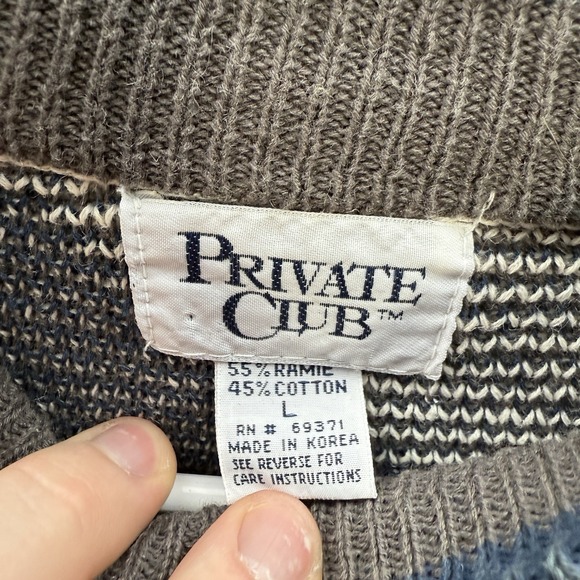 PRIVATE
CLUB™
55% RAMIE
45% COTTON
L
RN # 69371
MADE IN KOREA
SEE REVERSE FOR
CARE INSTRUCTIONS